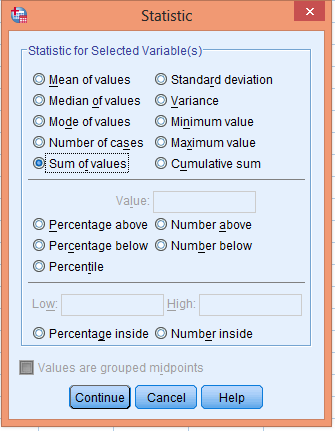 Statistic
Statistic for Selected Variable(s)
Mean of values Standard deviation
Median of values Variance
Mode of values Minimum value
Number of cases Maximum value
Sum of values Cumulative sum
Value:
Percentage above Number above
Percentage below Number below
Percentile
Low: High:
Percentage inside Number inside
Values are grouped midpoints
Continue Cancel Help